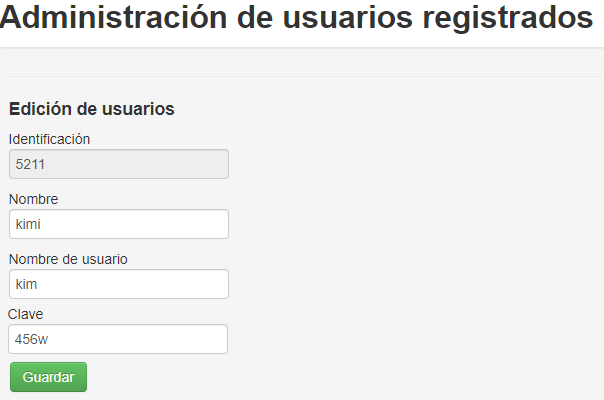 Administración de usuarios registrados
Edición de usuarios
Identificación
5211
Nombre
kimi
Nombre de usuario
kim
Clave
456w
Guardar